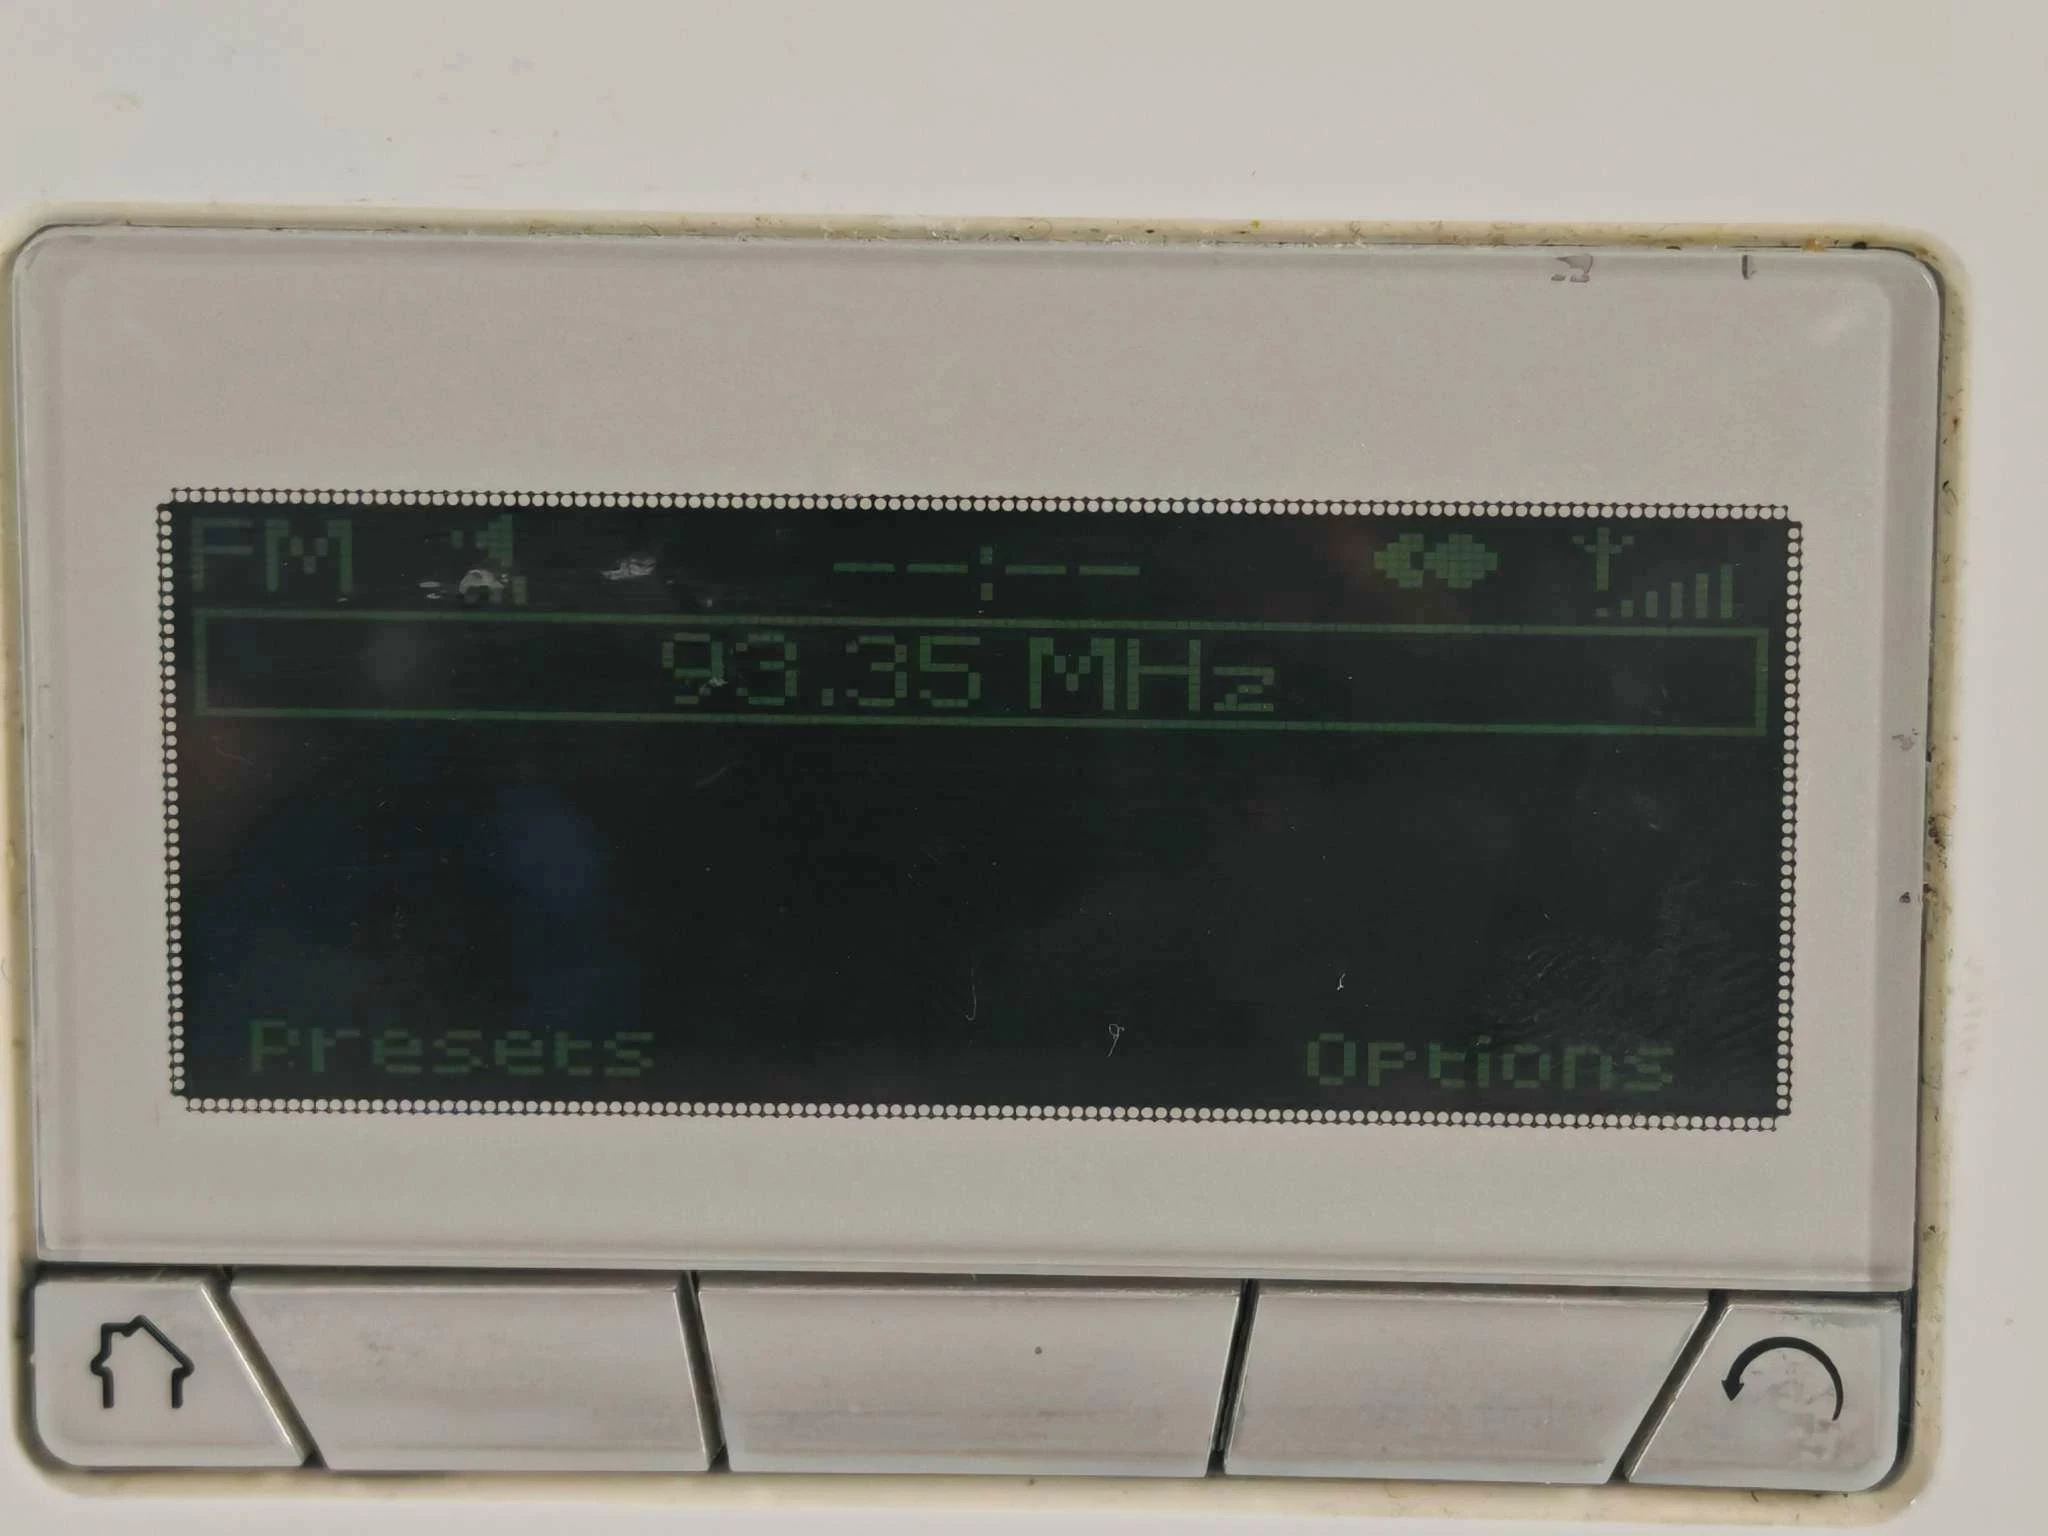 FM --:--
93.35 MHz
Presets Options